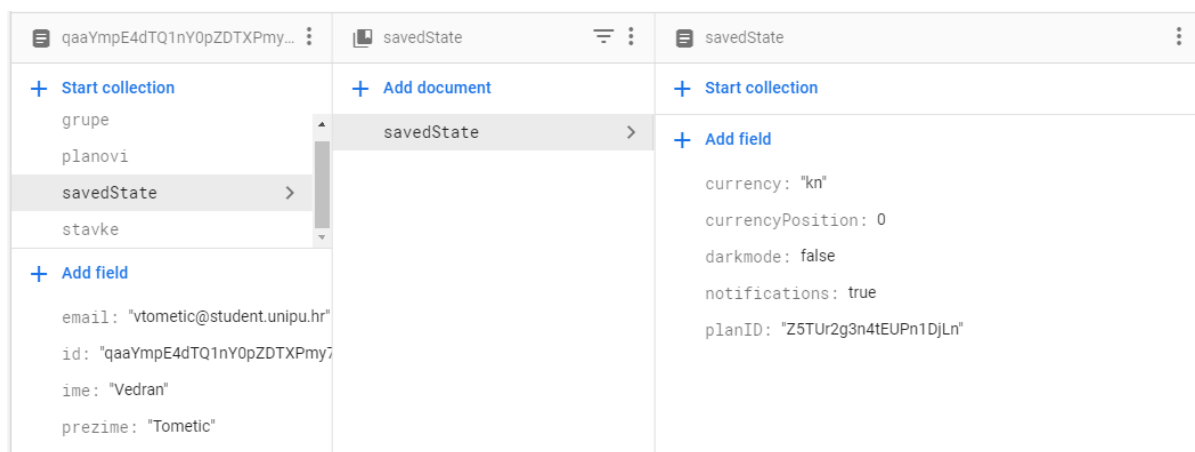 qaaYmpE4dTQ1nY0pZDTXPmy...
Start collection
grupe
planovi
savedState
stavke
Add field
email: "vtometic@student.unipu.hr"
id: "qaaYmpE4dTQ1nY0pZDTXPmy7
ime: "Vedran"
prezime: "Tometic"
savedState
Add document
savedState
savedState
Start collection
Add field
currency: "kn"
currencyPosition: 0
darkmode: false
notifications: true
planID: "Z5TUr2g3n4tEUPn1DjLn"